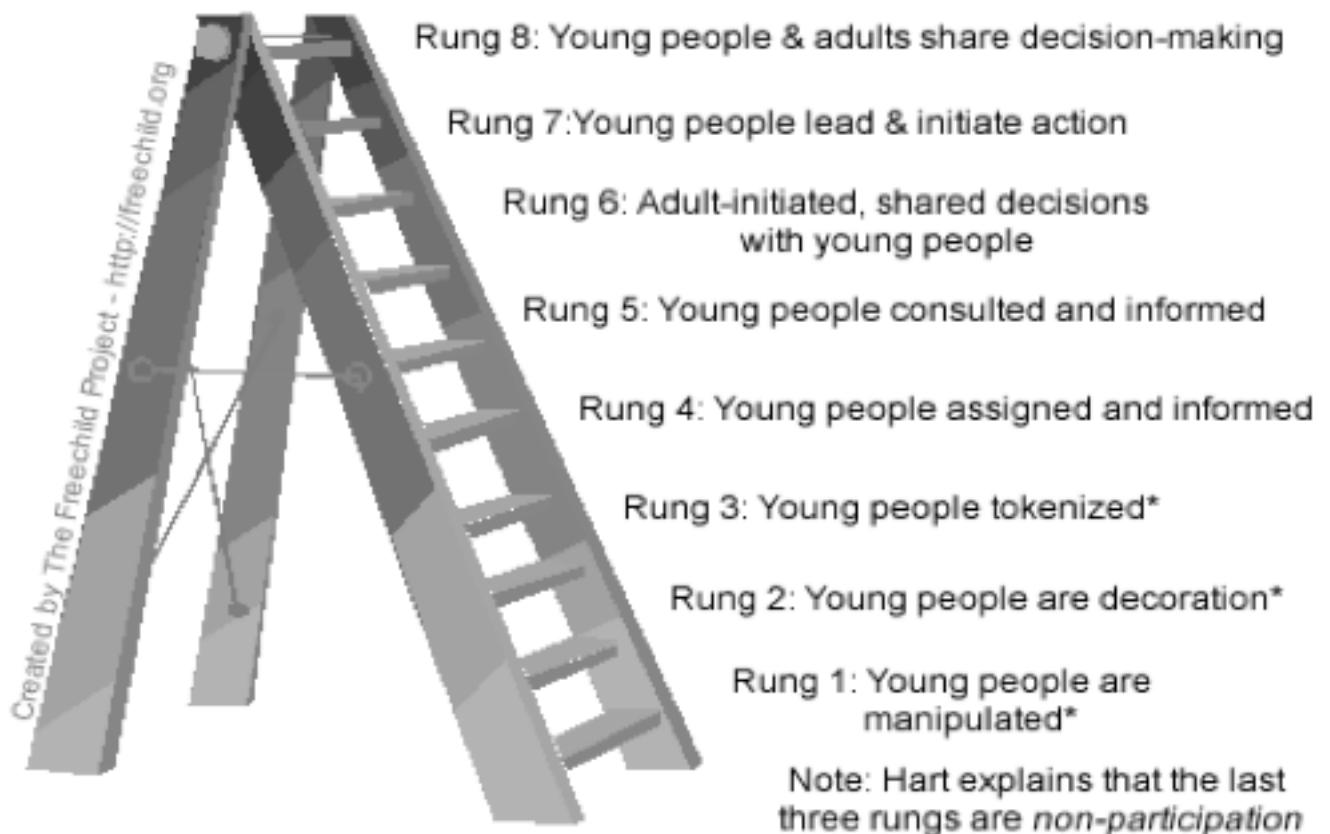 Rung 8: Young people & adults share decision-making
Rung 7:Young people lead & initiate action
Rung 6: Adult-initiated, shared decisions
with young people
Rung 5: Young people consulted and informed
Rung 4: Young people assigned and informed
Rung 3: Young people tokenized*
Rung 2: Young people are decoration*
Rung 1: Young people are
manipulated*
Note: Hart explains that the last
three rungs are non-participation
Created by The Freechild Project - http://freechild.org